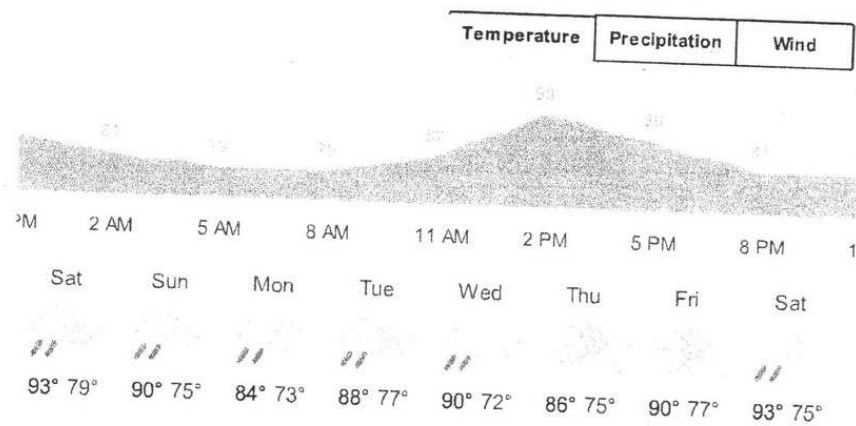 Temperature Precipitation Wind
PM 2 AM 5 AM 8 AM 11 AM 2 PM 5 PM 8 PM 1
Sat Sun Mon Tue Wed Thu Fri Sat
93° 79° 90° 75° 84° 73° 88° 77° 90° 72° 86° 75° 90° 77° 93° 75°